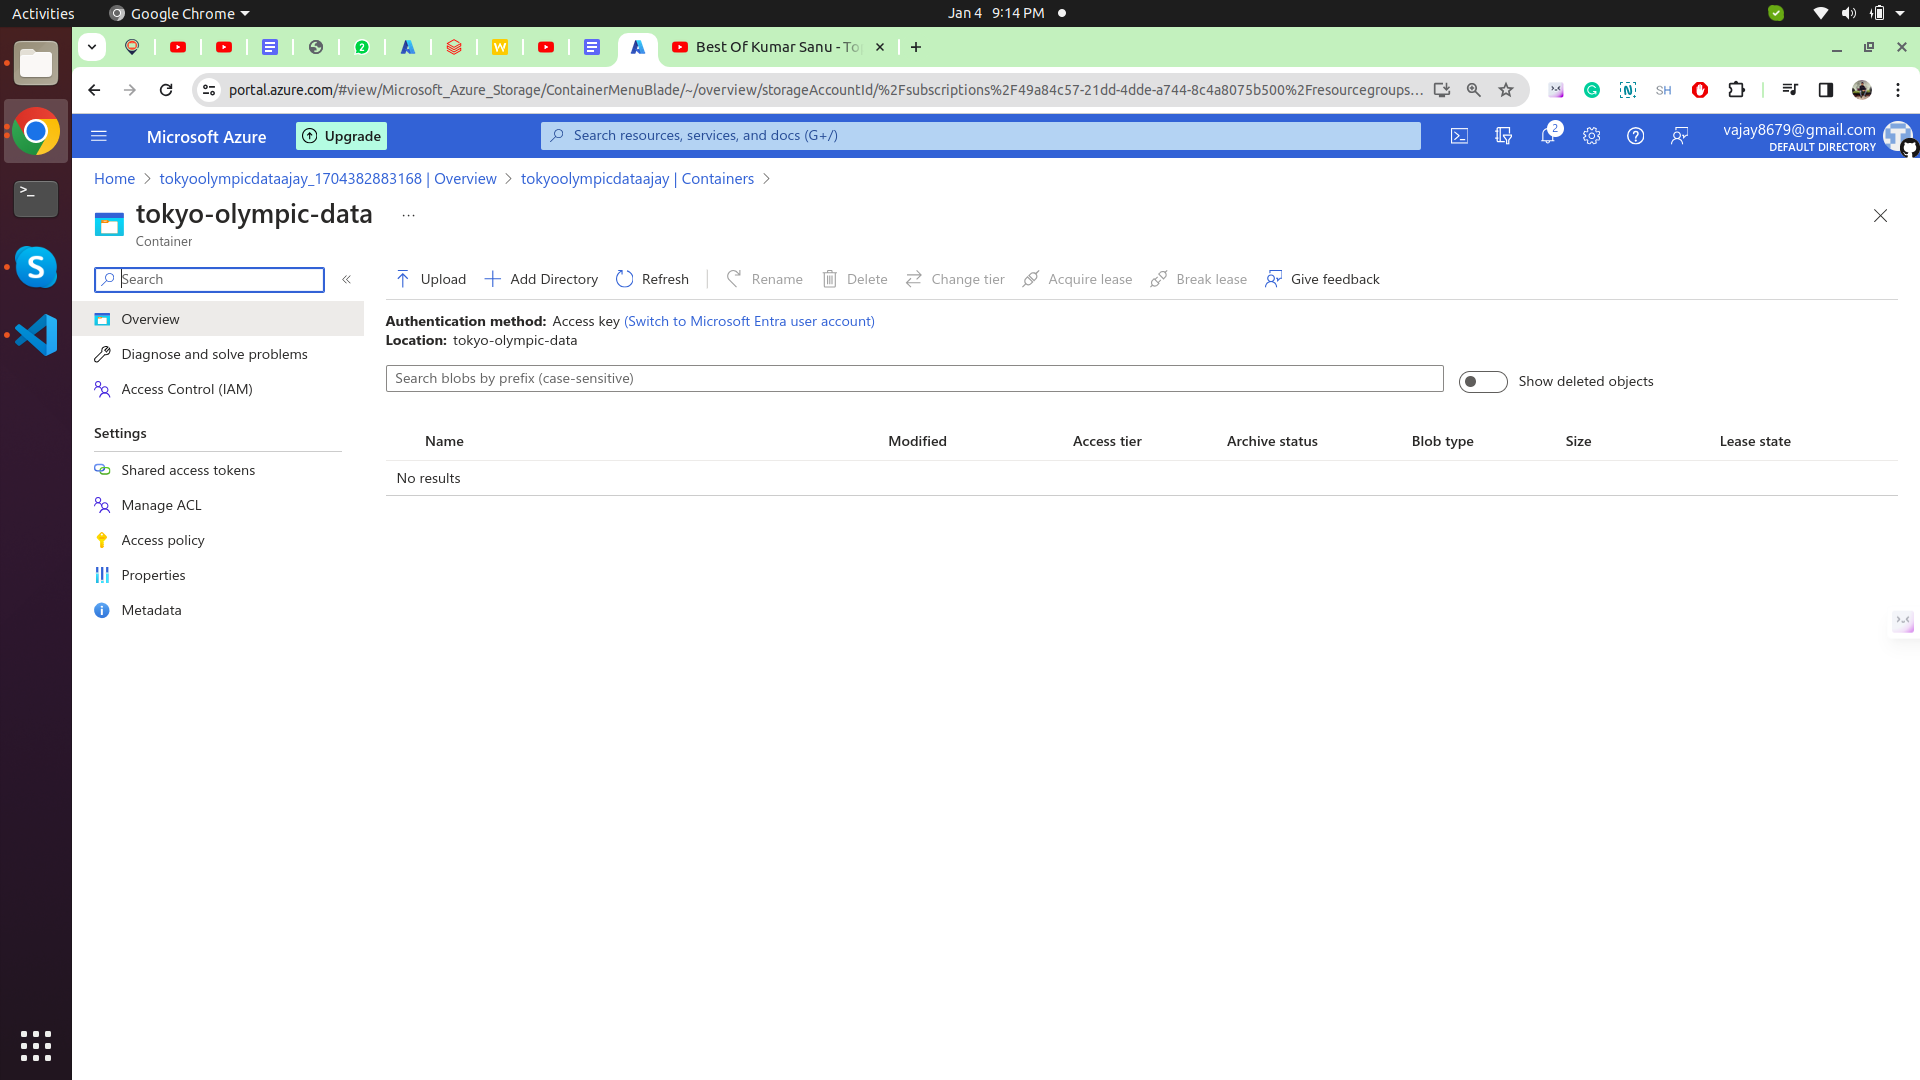 Activities
Google Chrome
Jan 4 9:14 PM
2
W
Best Of Kumar Sanu - To
portal.azure.com/#view/Microsoft_Azure_Storage/ContainerMenuBlade/~/overview/storageAccountId/%2Fsubscriptions%2F49a84c57-21dd-4dde-a744-8c4a8075b500%2Fresourcegroups...
SH
Microsoft Azure
Upgrade
Search resources, services, and docs (G+/)
2
vajay8679@gmail.com
DEFAULT DIRECTORY
Home
tokyoolympicdataajay_1704382883168 | Overview
tokyoolympicdataajay | Containers
tokyo-olympic-data
...
Container
Search
«
Upload
Add Directory
Refresh
Rename
Delete
Change tier
Acquire lease
Break lease
Give feedback
Overview
Diagnose and solve problems
Access Control (IAM)
Settings
Shared access tokens
Manage ACL
Access policy
Properties
Metadata
Authentication method: Access key (Switch to Microsoft Entra user account)
Location: tokyo-olympic-data
Search blobs by prefix (case-sensitive)
Show deleted objects
Name
Modified
Access tier
Archive status
Blob type
Size
Lease state
No results